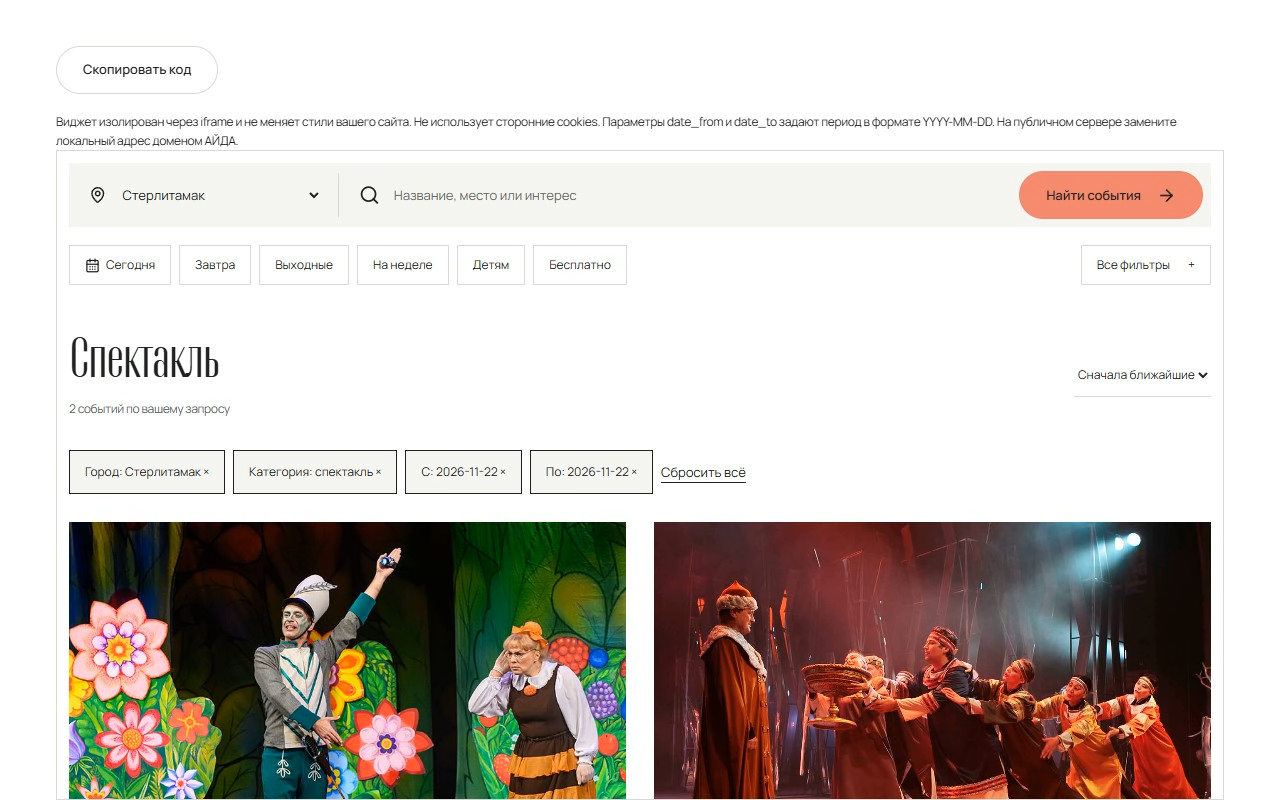 Скопировать код
Виджет изолирован через iframe и не меняет стили вашего сайта. Не использует сторонние cookies. Параметры date_from и date_to задают период в формате YYYY-MM-DD. На публичном сервере замените
локальный адрес доменом АЙДА.
Стерлитамак
Название, место или интерес
Найти события
Сегодня
Завтра
Выходные
На неделе
Детям
Бесплатно
Все фильтры +
Спектакль
Сначала ближайшие
2 событий по вашему запросу
Город: Стерлитамак ×
Категория: спектакль ×
С: 2026-11-22 ×
По: 2026-11-22 ×
Сбросить всё